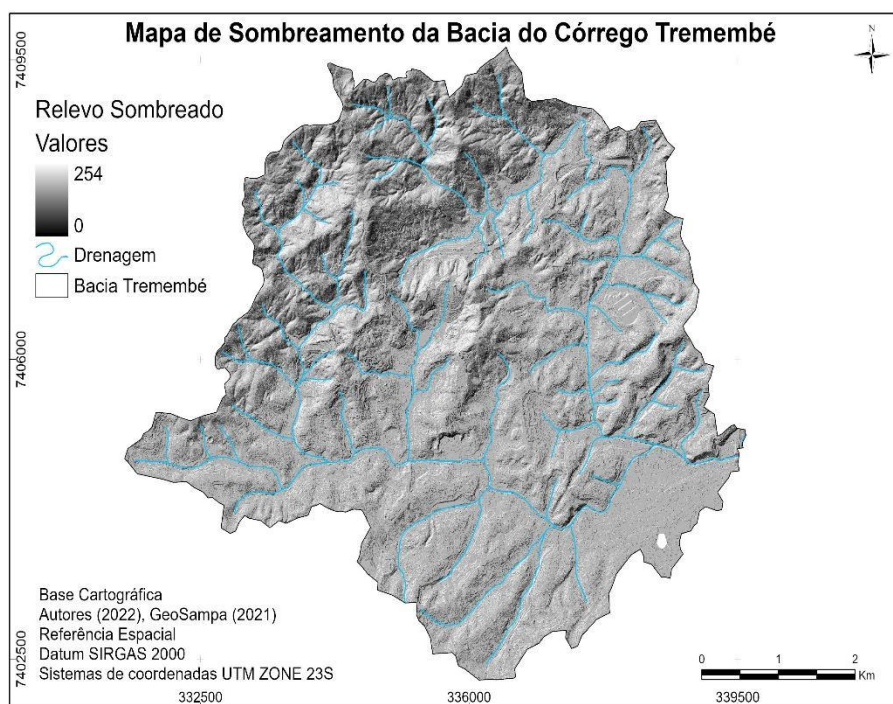 Mapa de Sombreamento da Bacia do Córrego Tremembé
N
7409500
7406000
7402500
Relevo Sombreado
Valores
254
0
Drenagem
Bacia Tremembé
Base Cartográfica
Autores (2022), GeoSampa (2021)
Referência Espacial
Datum SIRGAS 2000
Sistemas de coordenadas UTM ZONE 23S
0 1 2
Km
332500 336000 339500